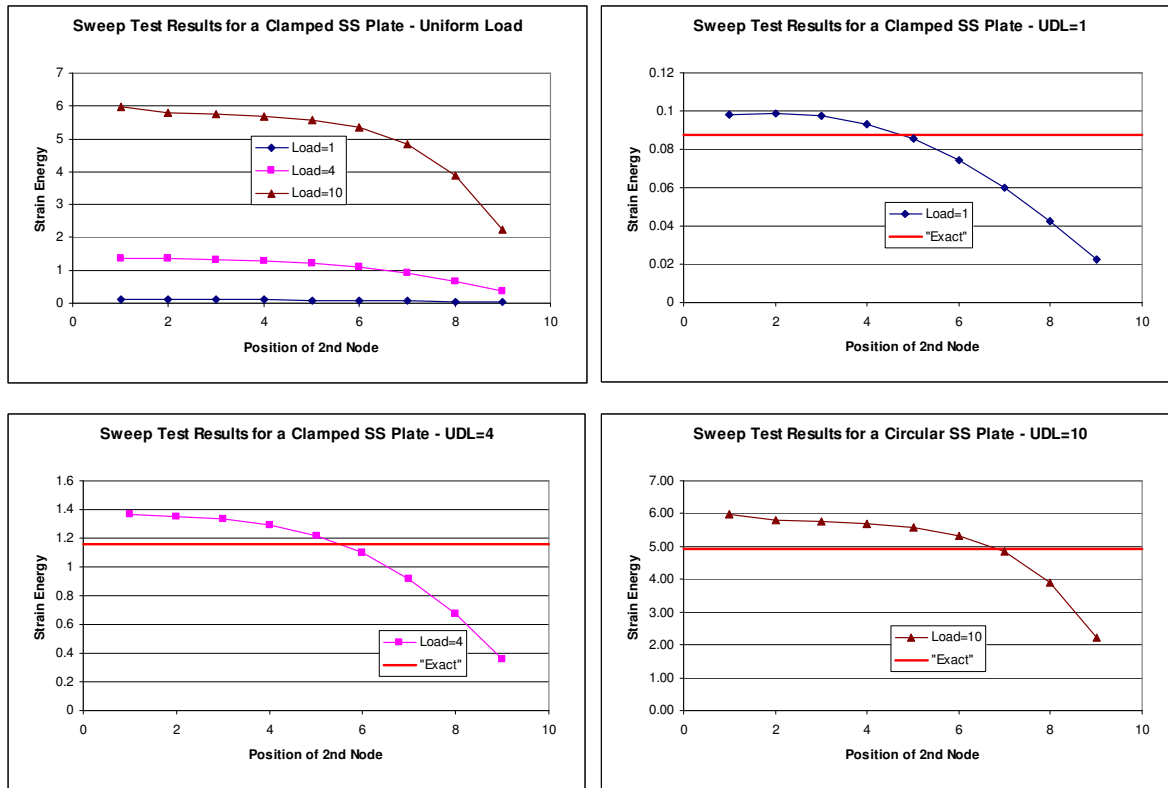 Sweep Test Results for a Clamped SS Plate - Uniform Load
7
6
5
4
3
2
1
0
Strain Energy
Load=1
Load=4
Load=10
0
2
4
6
8
10
Position of 2nd Node
Sweep Test Results for a Clamped SS Plate - UDL=1
0.12
0.1
0.08
0.06
0.04
0.02
0
Strain Energy
Load=1
"Exact"
0
2
4
6
8
10
Position of 2nd Node
Sweep Test Results for a Clamped SS Plate - UDL=4
1.6
1.4
1.2
1
0.8
0.6
0.4
0.2
0
Strain Energy
Load=4
"Exact"
0
2
4
6
8
10
Position of 2nd Node
Sweep Test Results for a Circular SS Plate - UDL=10
7.00
6.00
5.00
4.00
3.00
2.00
1.00
0.00
Strain Energy
Load=10
"Exact"
0
2
4
6
8
10
Position of 2nd Node